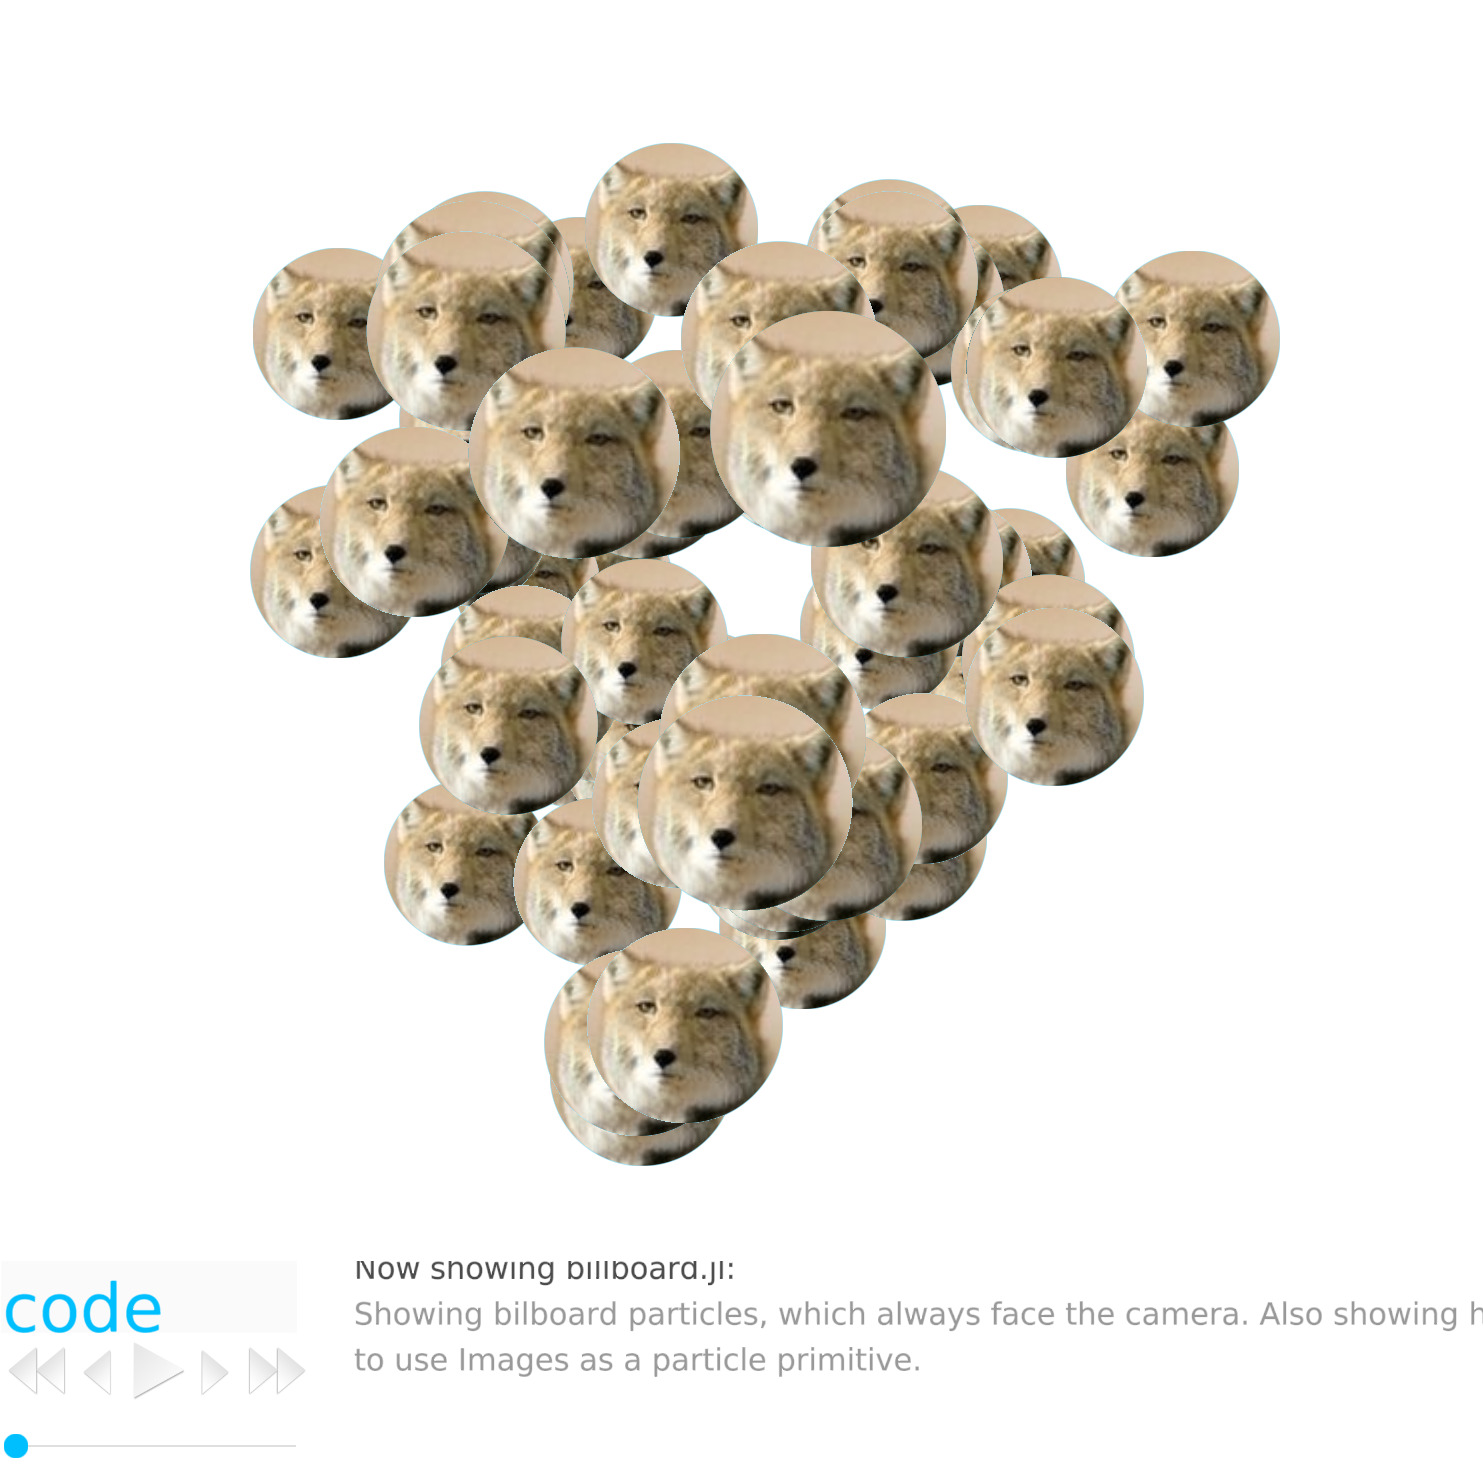 Now showing billboard.jl:
code
Showing bilboard particles, which always face the camera. Also showing h
to use Images as a particle primitive.